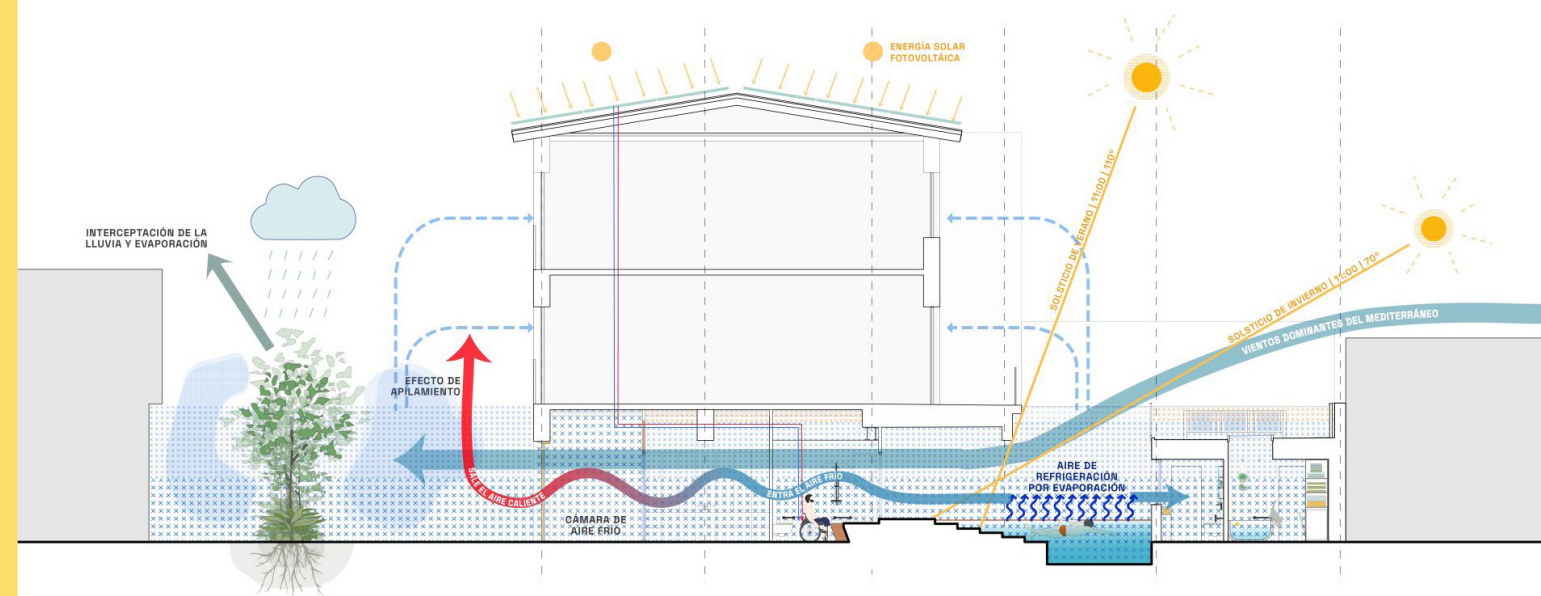 ENERGÍA SOLAR
FOTOVOLTÁICA
INTERCEPTACIÓN DE LA
LLUVIA Y EVAPORACIÓN
SOLSTICIO DE VERANO | 11:00 | 110º
SOLSTICIO DE INVIERNO | 11:00 | 70º
VIENTOS DOMINANTES DEL MEDITERRÁNEO
EFECTO DE
APILAMIENTO
SALE EL AIRE CALIENTE
ENTRA EL AIRE FRÍO
AIRE DE
REFRIGERACIÓN
POR EVAPORACIÓN
CÁMARA DE
AIRE FRÍO